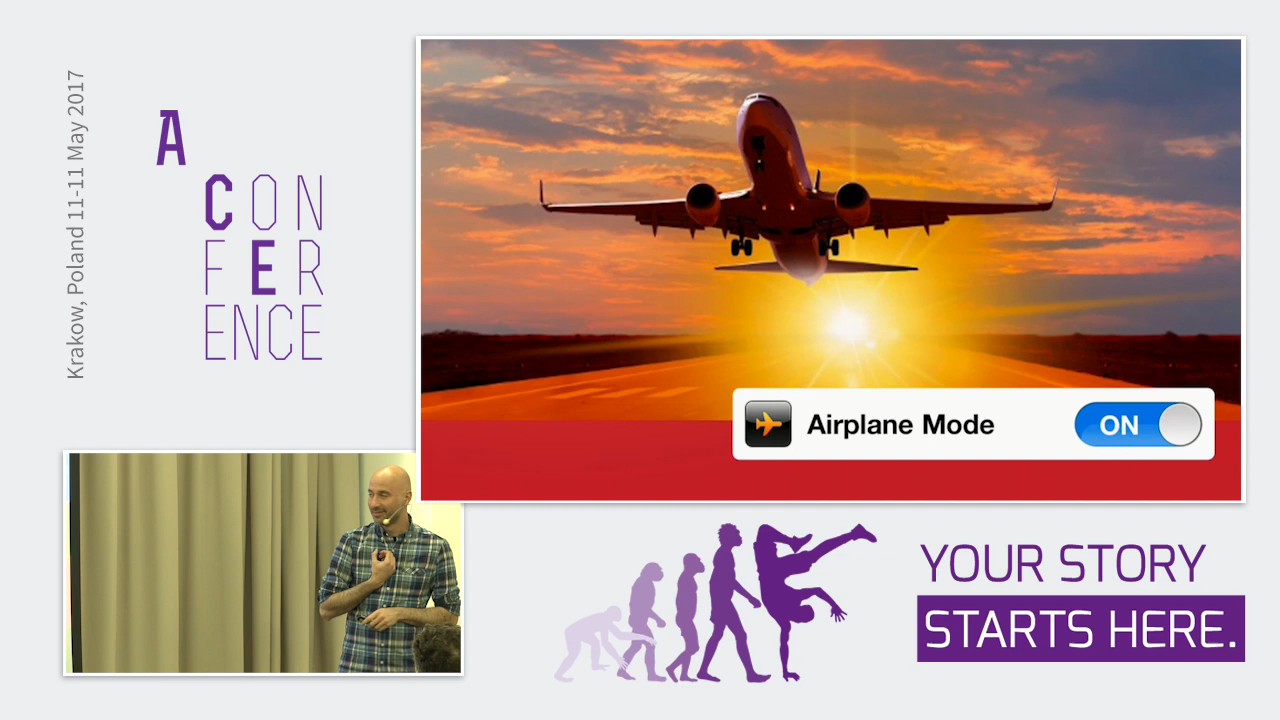 Krakow, Poland 11-11 May 2017
A
CON
FER
ENCE
Airplane Mode
ON
YOUR STORY
STARTS HERE.